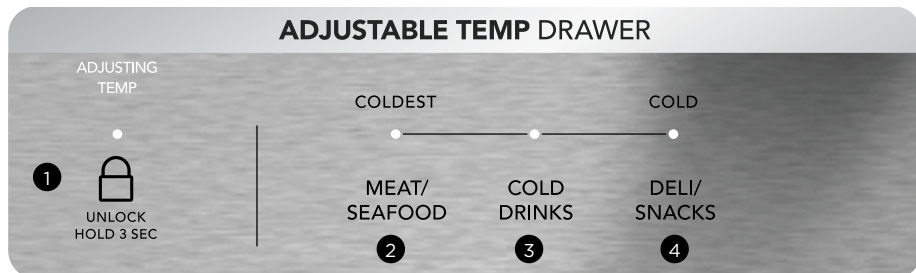 ADJUSTABLE TEMP DRAWER
ADJUSTING
TEMP
COLDEST
COLD
1
UNLOCK
HOLD 3 SEC
MEAT/
SEAFOOD
2
COLD
DRINKS
3
DELI/
SNACKS
4